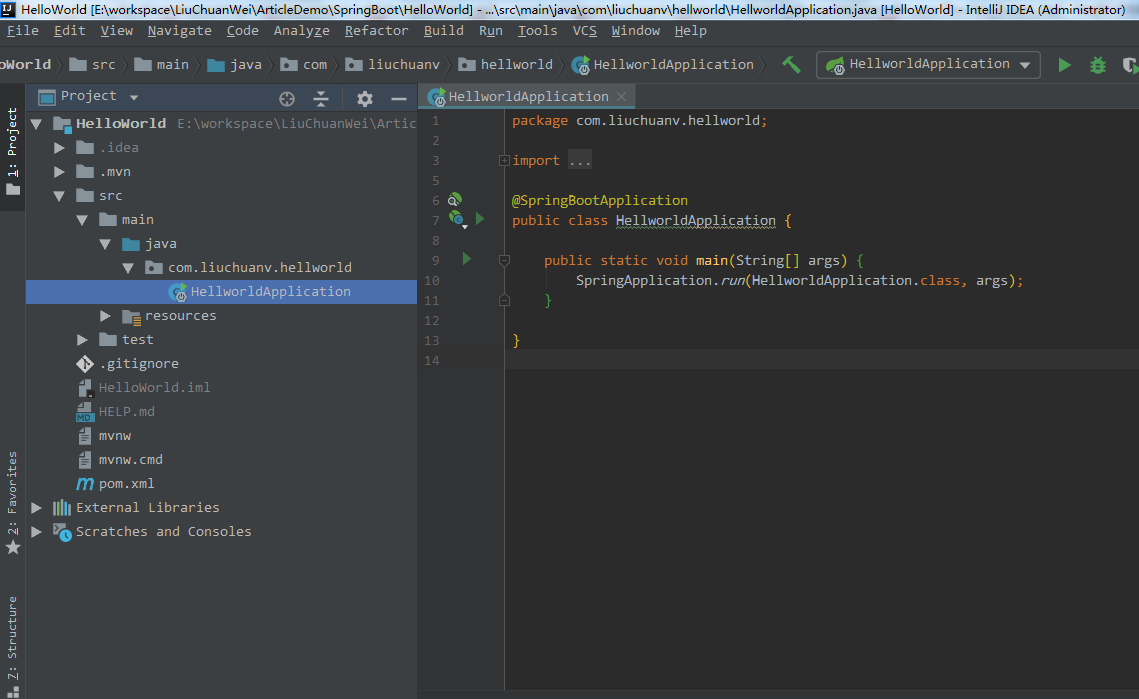 HelloWorld [E:\workspace\LiuChuanWei\ArticleDemo\SpringBoot\HelloWorld] - ...\src\main\java\com\liuchuanv\hellworld\HellworldApplication.java [HelloWorld] - IntelliJ IDEA (Administrator)
File Edit View Navigate Code Analyze Refactor Build Run Tools VCS Window Help
oWorld src main java com liuchuanv hellworld HellworldApplication HellworldApplication
Project
HellworldApplication
1: Project
2: Favorites
7: Structure
HelloWorld E:\workspace\LiuChuanWei\Artic
.idea
.mvn
src
main
java
com.liuchuanv.hellworld
HellworldApplication
resources
test
.gitignore
HelloWorld.iml
HELP.md
mvnw
mvnw.cmd
pom.xml
External Libraries
Scratches and Consoles
1 package com.liuchuanv.hellworld;
2
3 import ...
5
6 @SpringBootApplication
7 public class HellworldApplication {
8
9 public static void main(String[] args) {
10 SpringApplication.run(HellworldApplication.class, args);
11 }
12
13 }
14